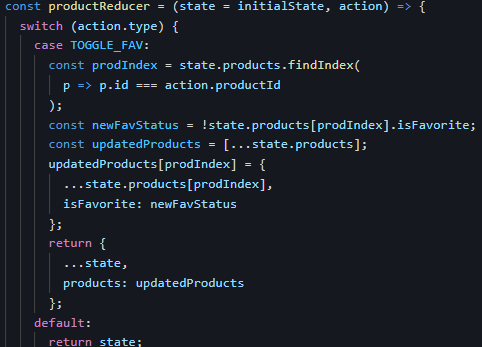 const productReducer = (state = initialState, action) => {
switch (action.type) {
case TOGGLE_FAV:
const prodIndex = state.products.findIndex(
p => p.id === action.productId
);
const newFavStatus = !state.products[prodIndex].isFavorite;
const updatedProducts = [...state.products];
updatedProducts[prodIndex] = {
...state.products[prodIndex],
isFavorite: newFavStatus
};
return {
...state,
products: updatedProducts
};
default:
return state;